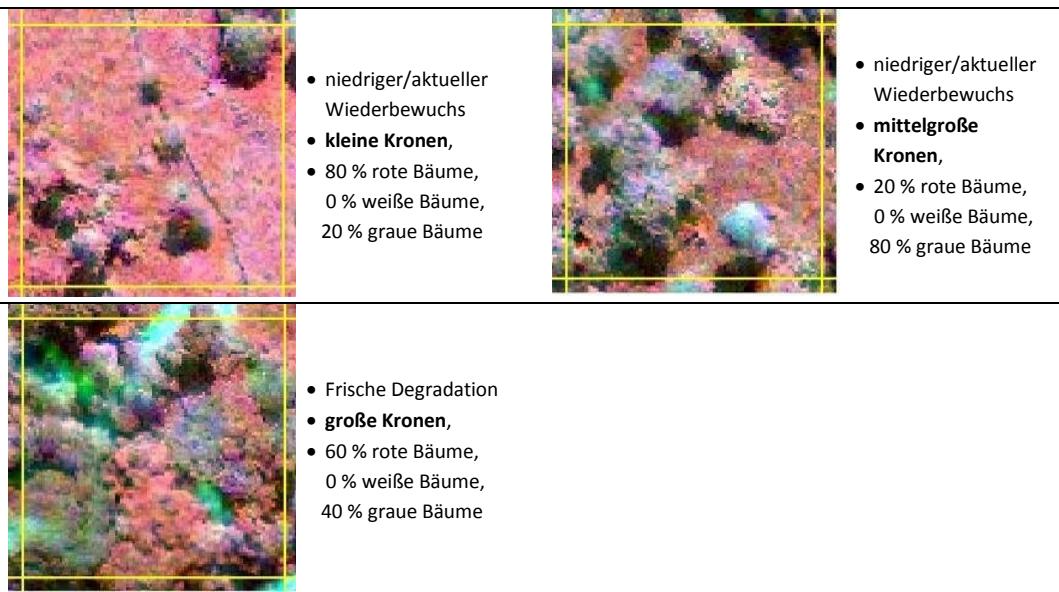 • niedriger/aktueller
Wiederbewuchs
• kleine Kronen,
• 80 % rote Bäume,
0 % weiße Bäume,
20 % graue Bäume
• niedriger/aktueller
Wiederbewuchs
• mittelgroße
Kronen,
• 20 % rote Bäume,
0 % weiße Bäume,
80 % graue Bäume
• Frische Degradation
• große Kronen,
• 60 % rote Bäume,
0 % weiße Bäume,
40 % graue Bäume